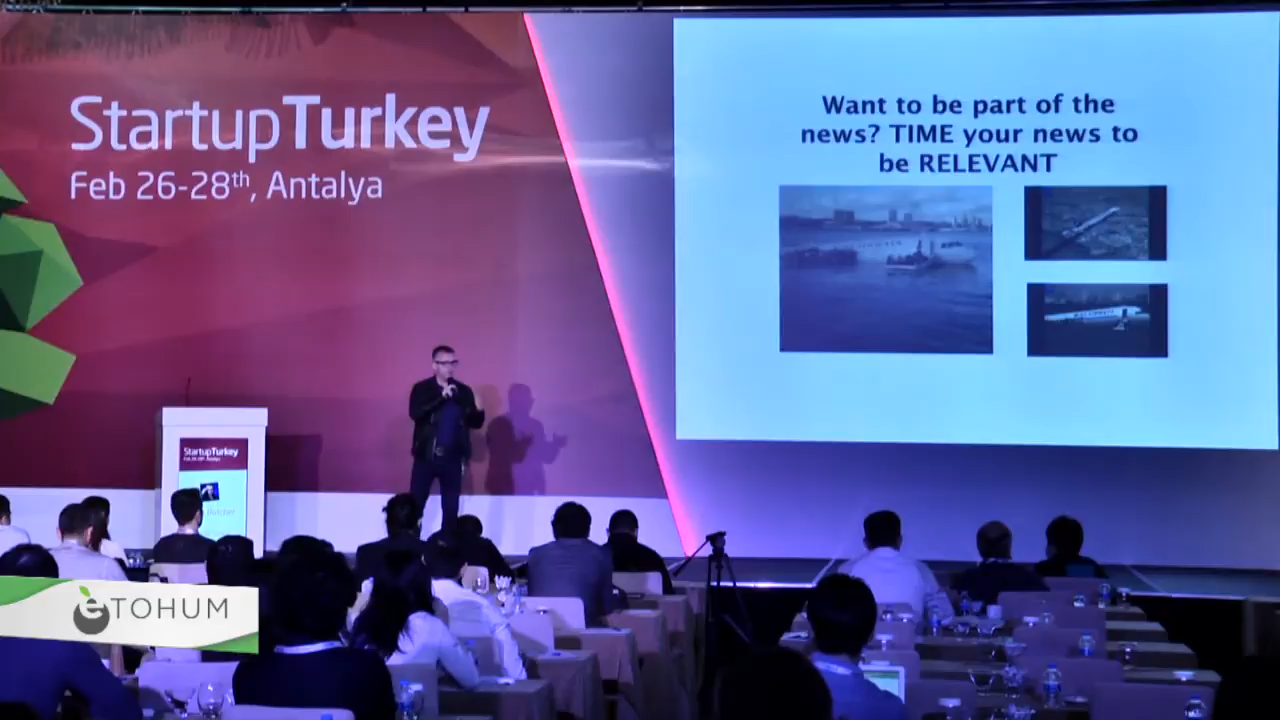 StartupTurkey
Feb 26-28th, Antalya
Want to be part of the
news? TIME your news to
be RELEVANT
StartupTurkey
eTOHUM